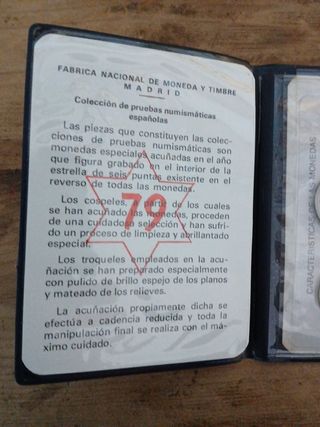 FABRICA NACIONAL DE MONEDA Y TIMBRE
MADRID
Colección de pruebas numismáticas
españolas
Las piezas que constituyen las colec-
ciones de pruebas numismáticas son
monedas especiales acuñadas en el año
que figura grabado en el interior de la
estrella de seis puntas existente en el
reverso de todas las monedas.
Los cospeles, a partir de los cuales
se han acuñado las monedas, proceden
de una cuidada selección y han sufri-
do un proceso de limpieza y abrillantado
especial.
79
Los troqueles empleados en la acu-
ñación se han preparado especialmente
con pulido de brillo espejo de los planos
y mateado de los relieves.
La acuñación propiamente dicha se
efectúa a cadencia reducida y toda la
manipulación final se realiza con el má-
ximo cuidado.
CARACTERISTICAS DE LAS MONEDAS